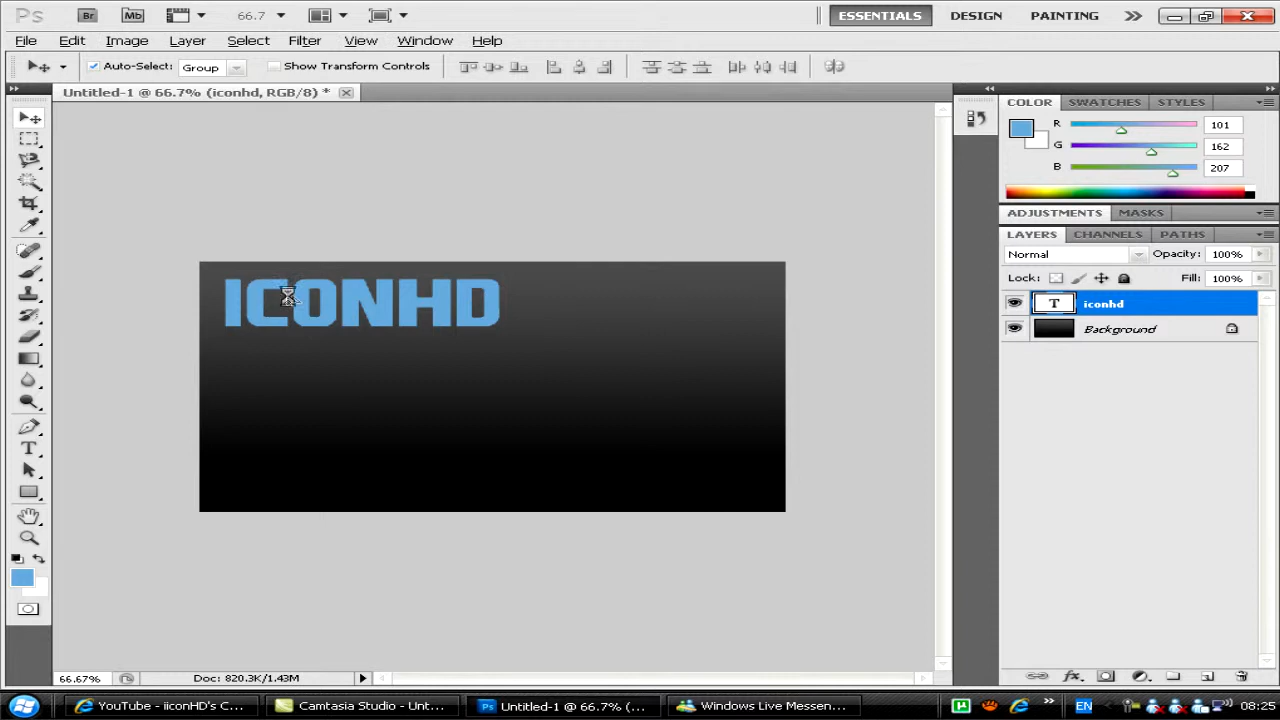 Ps Br Mb 66.7 ESSENTIALS DESIGN PAINTING
File Edit Image Layer Select Filter View Window Help
Auto-Select: Group Show Transform Controls
Untitled-1 @ 66.7% (iconhd, RGB/8) *
COLOR SWATCHES STYLES
R 101
G 162
B 207
ADJUSTMENTS MASKS
LAYERS CHANNELS PATHS
Normal Opacity: 100%
Lock: Fill: 100%
T iconhd
Background
ICONHD
T
66.67% Doc: 820.3K/1.43M
YouTube - iiconHD's C... Camtasia Studio - Unt... Ps Untitled-1 @ 66.7% (... Windows Live Messen... EN 08:25